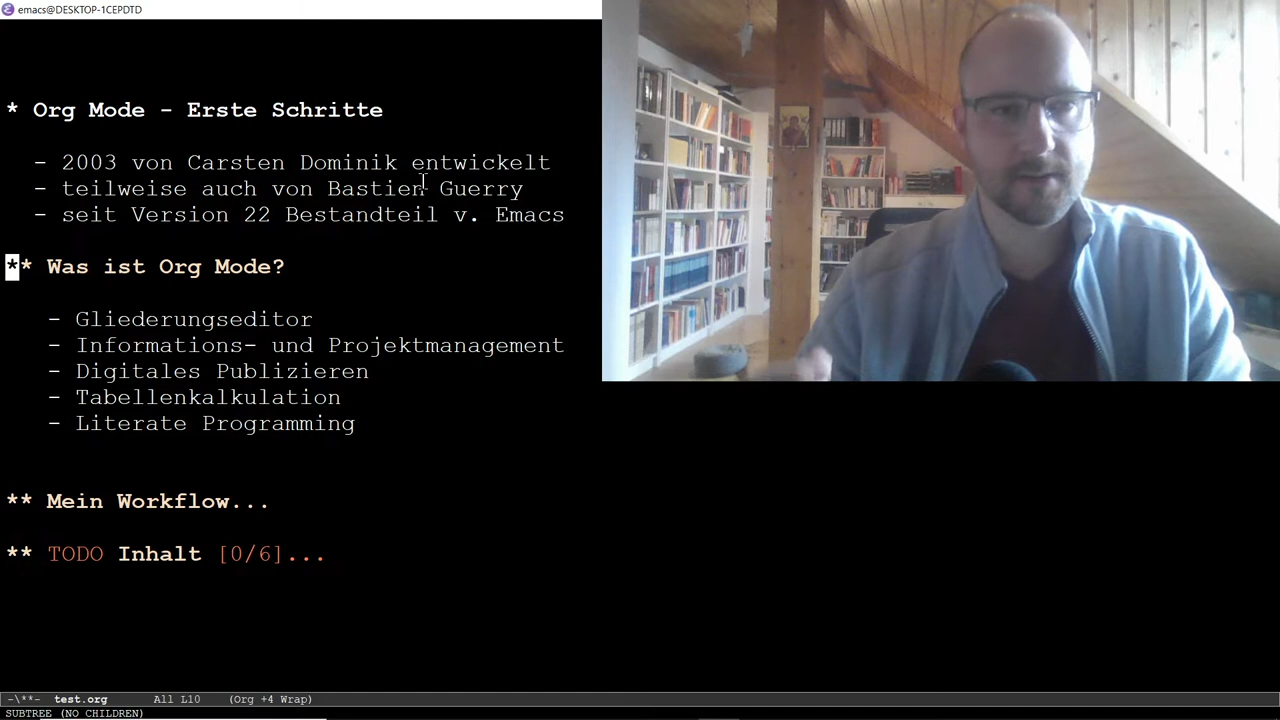 emacs@DESKTOP-1CEPDTD
* Org Mode - Erste Schritte
- 2003 von Carsten Dominik entwickelt
- teilweise auch von Bastien Guerry
- seit Version 22 Bestandteil v. Emacs
** Was ist Org Mode?
- Gliederungseditor
- Informations- und Projektmanagement
- Digitales Publizieren
- Tabellenkalkulation
- Literate Programming
** Mein Workflow...
** TODO Inhalt [0/6]...
-\**- test.org All L10 (Org +4 Wrap)
SUBTREE (NO CHILDREN)